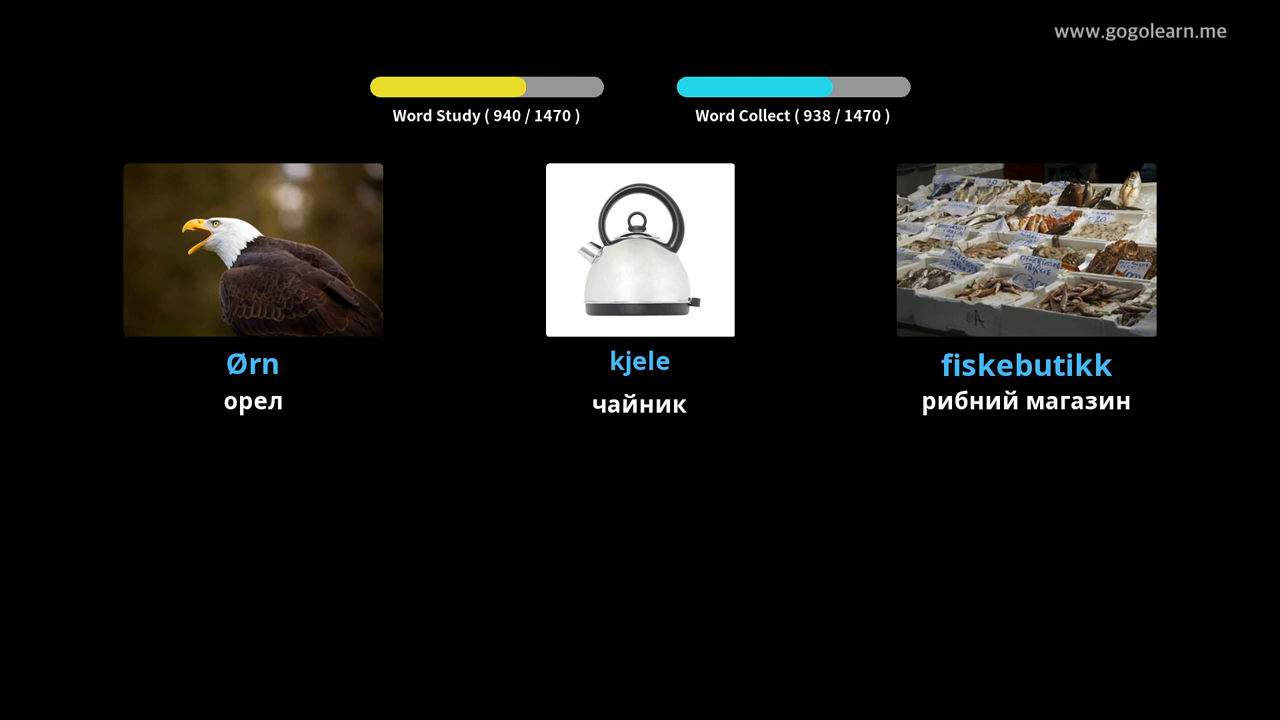 www.gogolearn.me
Word Study ( 940 / 1470 )
Word Collect ( 938 / 1470 )
Ørn
орел
kjele
чайник
fiskebutikk
рибний магазин